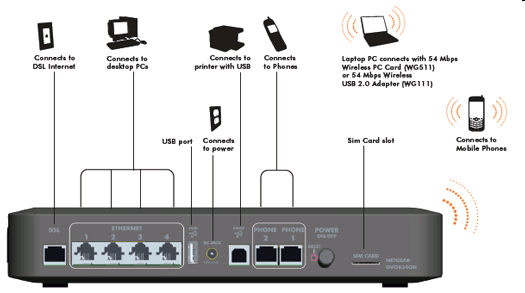 Connects to
DSL Internet
Connects to
desktop PCs
Connects to
printer with USB
Connects
to Phones
Laptop PC connects with 54 Mbps
Wireless PC Card (WG511)
or 54 Mbps Wireless
USB 2.0 Adapter (WG111)
Connects to
Mobile Phones
USB port
Connects
to power
Sim Card slot
DSL
ETHERNET
1 2 3 4
PHONE PHONE
2 1
POWER
ON/OFF
RESET
SIM CARD
NETGEAR